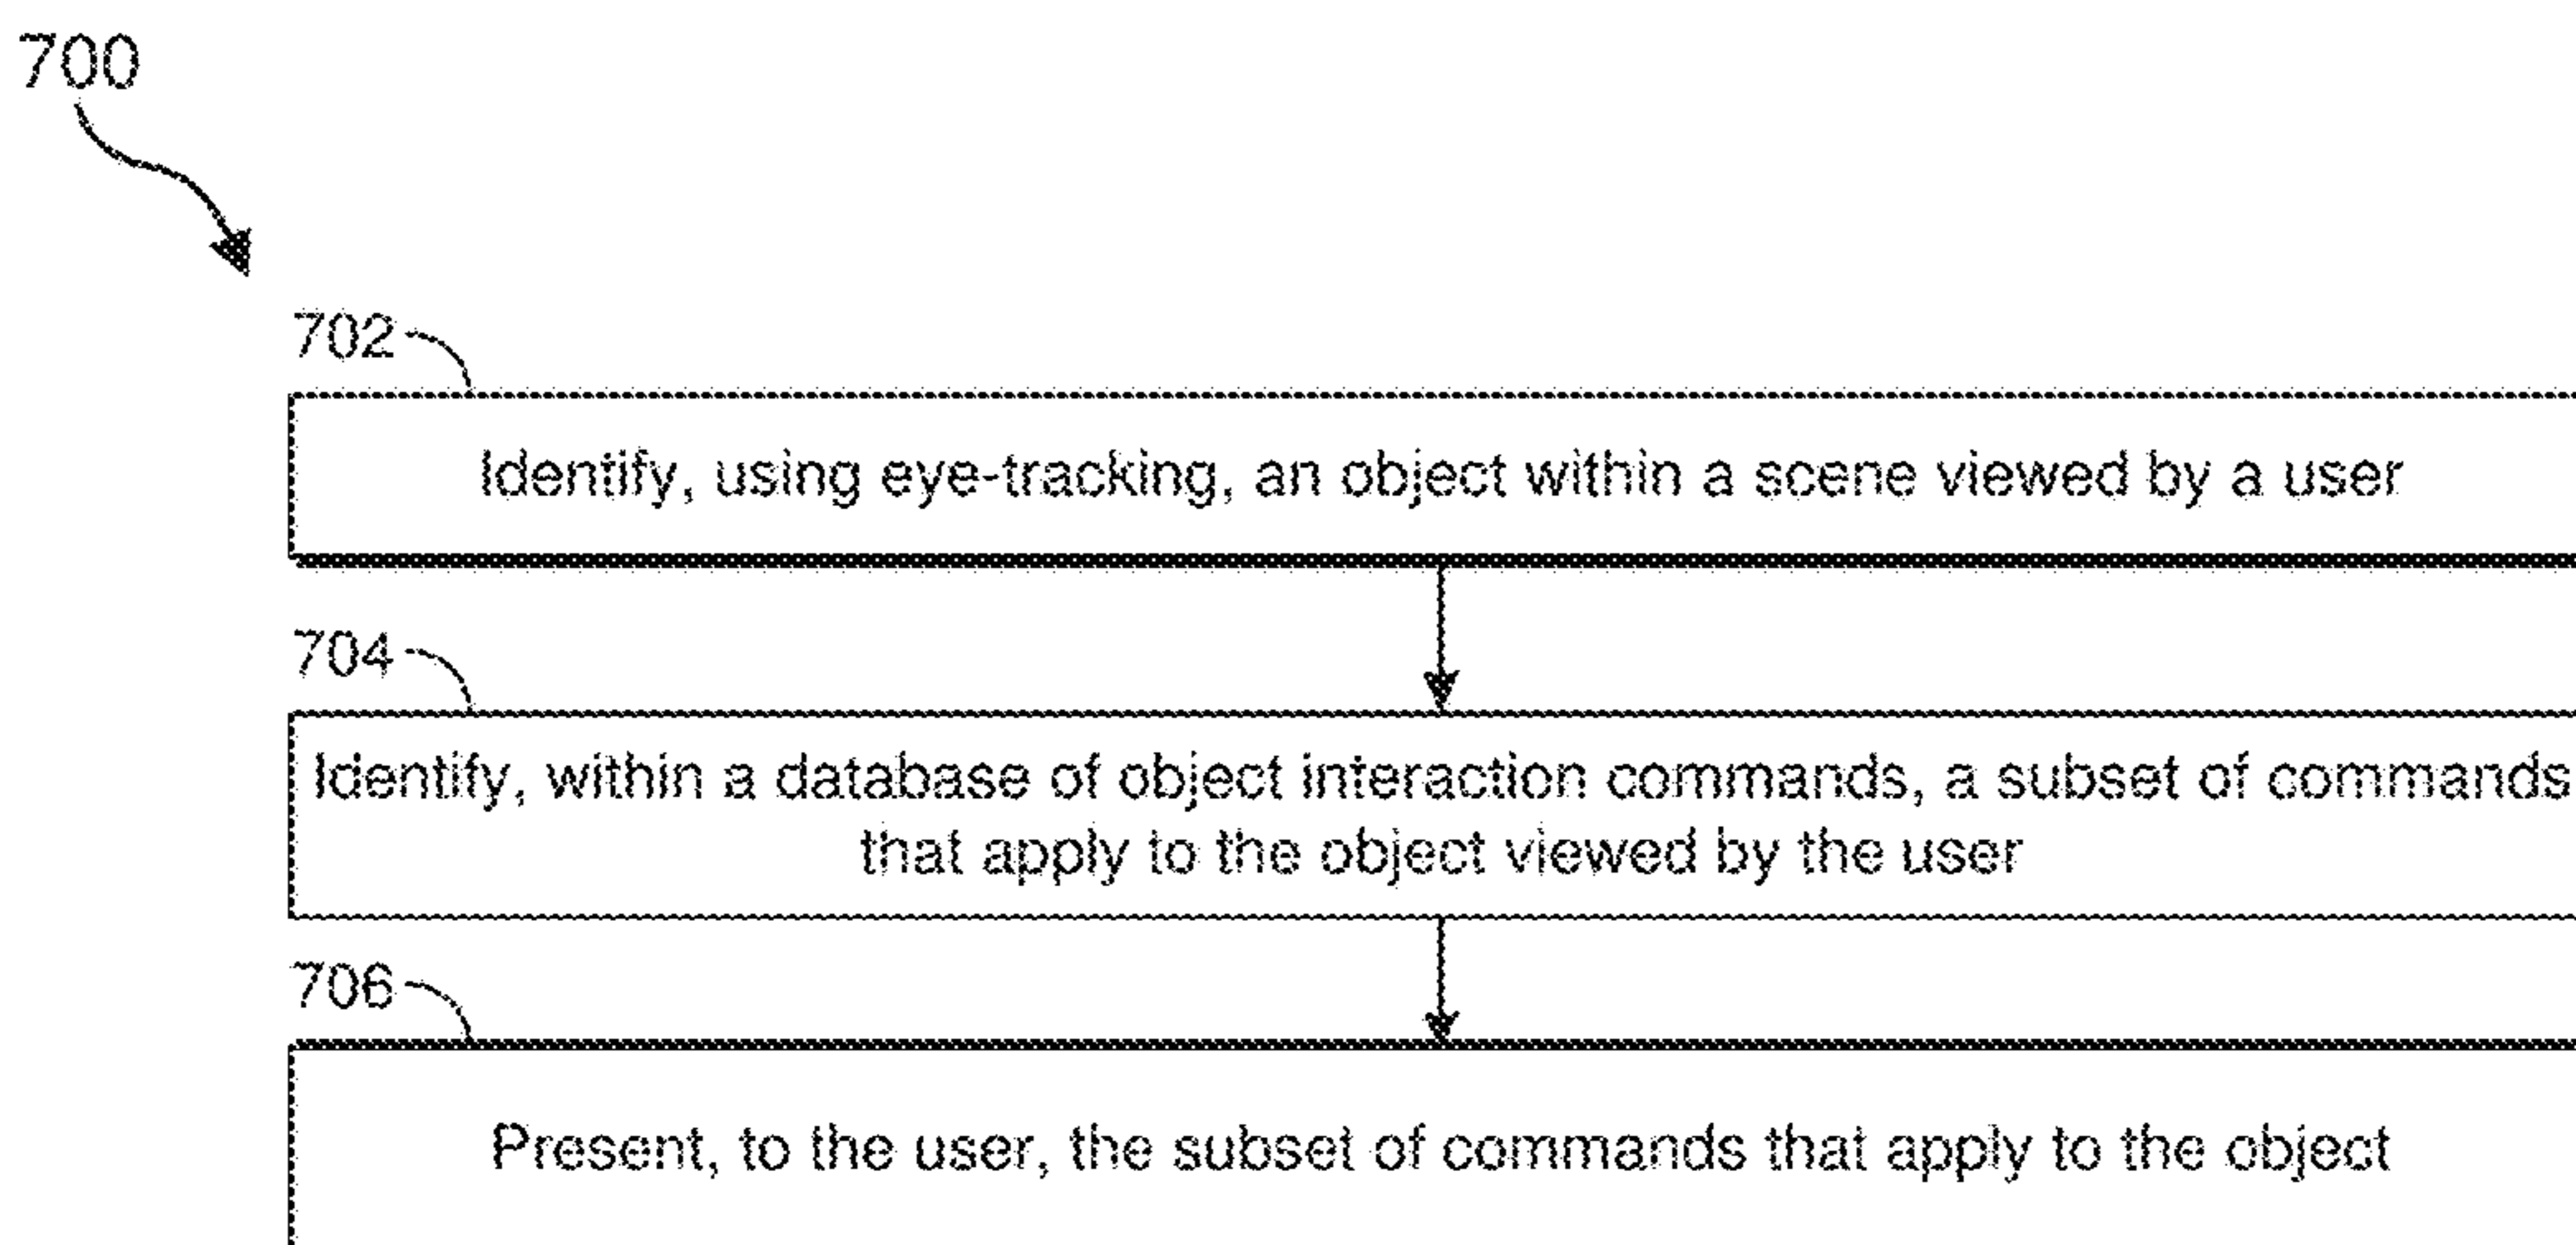 700
702
Identify, using eye-tracking, an object within a scene viewed by a user
704
Identify, within a database of object interaction commands, a subset of commands
that apply to the object viewed by the user
706
Present, to the user, the subset of commands that apply to the object